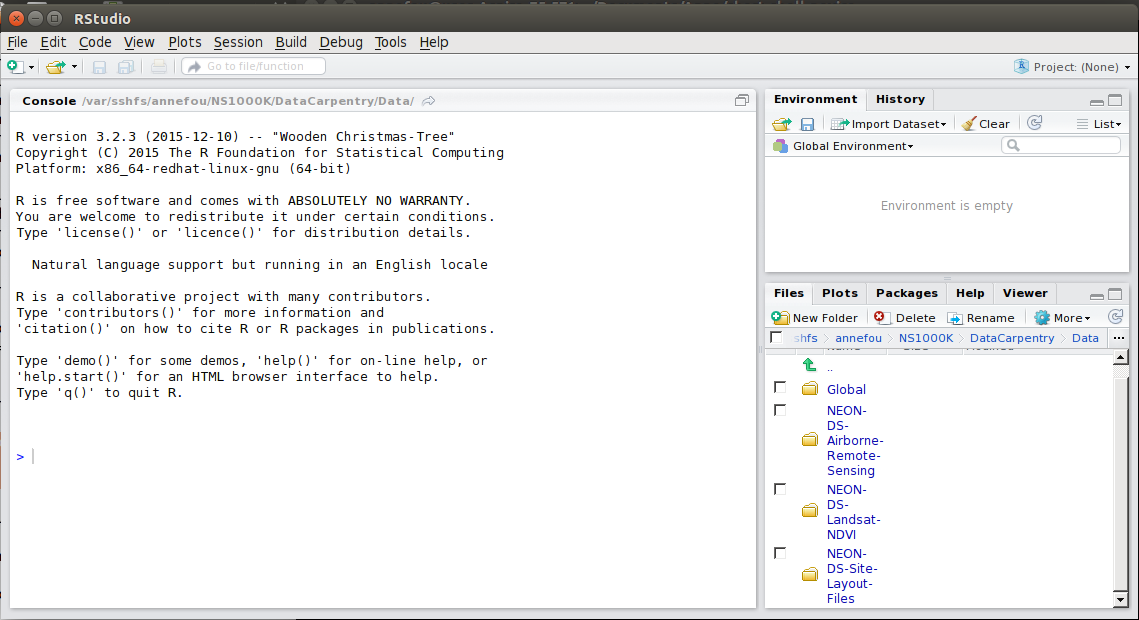 RStudio
File Edit Code View Plots Session Build Debug Tools Help
Go to file/function
Project: (None)
Console /var/sshfs/annefou/NS1000K/DataCarpentry/Data/
R version 3.2.3 (2015-12-10) -- "Wooden Christmas-Tree"
Copyright (C) 2015 The R Foundation for Statistical Computing
Platform: x86_64-redhat-linux-gnu (64-bit)
R is free software and comes with ABSOLUTELY NO WARRANTY.
You are welcome to redistribute it under certain conditions.
Type 'license()' or 'licence()' for distribution details.
Natural language support but running in an English locale
R is a collaborative project with many contributors.
Type 'contributors()' for more information and
'citation()' on how to cite R or R packages in publications.
Type 'demo()' for some demos, 'help()' for on-line help, or
'help.start()' for an HTML browser interface to help.
Type 'q()' to quit R.
>
Environment History
Import Dataset Clear List
Global Environment
Environment is empty
Files Plots Packages Help Viewer
New Folder Delete Rename More
shfs annefou NS1000K DataCarpentry Data ...
..
Global
NEON-
DS-
Airborne-
Remote-
Sensing
NEON-
DS-
Landsat-
NDVI
NEON-
DS-Site-
Layout-
Files